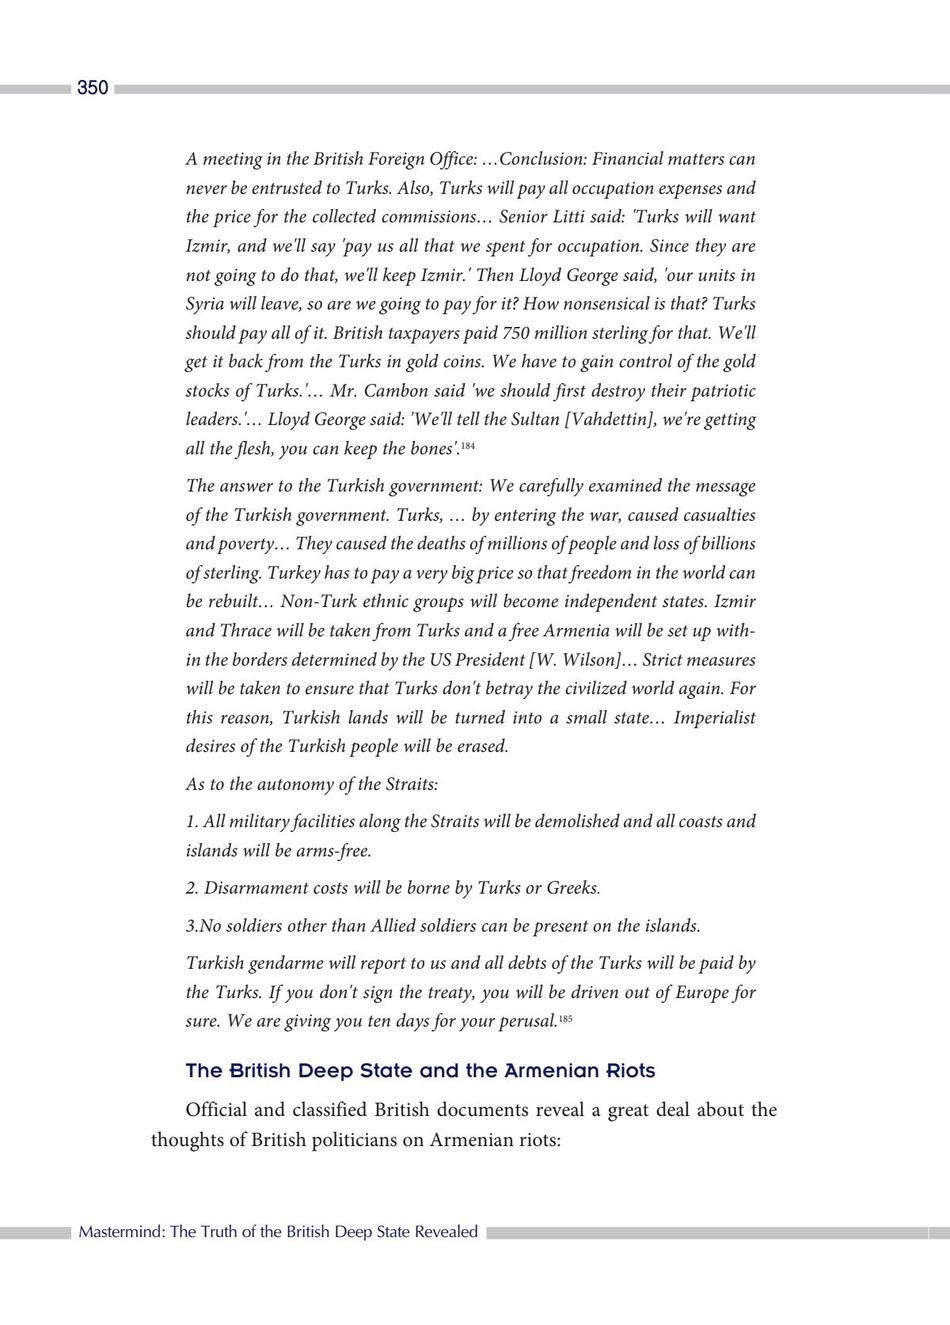 350
A meeting in the British Foreign Office: …Conclusion: Financial matters can
never be entrusted to Turks. Also, Turks will pay all occupation expenses and
the price for the collected commissions… Senior Litti said: 'Turks will want
Izmir, and we'll say 'pay us all that we spent for occupation. Since they are
not going to do that, we'll keep Izmir.' Then Lloyd George said, 'our units in
Syria will leave, so are we going to pay for it? How nonsensical is that? Turks
should pay all of it. British taxpayers paid 750 million sterling for that. We'll
get it back from the Turks in gold coins. We have to gain control of the gold
stocks of Turks.'… Mr. Cambon said 'we should first destroy their patriotic
leaders.'… Lloyd George said: 'We'll tell the Sultan [Vahdettin], we're getting
all the flesh, you can keep the bones'.184
The answer to the Turkish government: We carefully examined the message
of the Turkish government. Turks, … by entering the war, caused casualties
and poverty… They caused the deaths of millions of people and loss of billions
of sterling. Turkey has to pay a very big price so that freedom in the world can
be rebuilt… Non-Turk ethnic groups will become independent states. Izmir
and Thrace will be taken from Turks and a free Armenia will be set up with-
in the borders determined by the US President [W. Wilson]… Strict measures
will be taken to ensure that Turks don't betray the civilized world again. For
this reason, Turkish lands will be turned into a small state… Imperialist
desires of the Turkish people will be erased.
As to the autonomy of the Straits:
1. All military facilities along the Straits will be demolished and all coasts and
islands will be arms-free.
2. Disarmament costs will be borne by Turks or Greeks.
3.No soldiers other than Allied soldiers can be present on the islands.
Turkish gendarme will report to us and all debts of the Turks will be paid by
the Turks. If you don't sign the treaty, you will be driven out of Europe for
sure. We are giving you ten days for your perusal.185
The British Deep State and the Armenian Riots
Official and classified British documents reveal a great deal about the
thoughts of British politicians on Armenian riots:
Mastermind: The Truth of the British Deep State Revealed